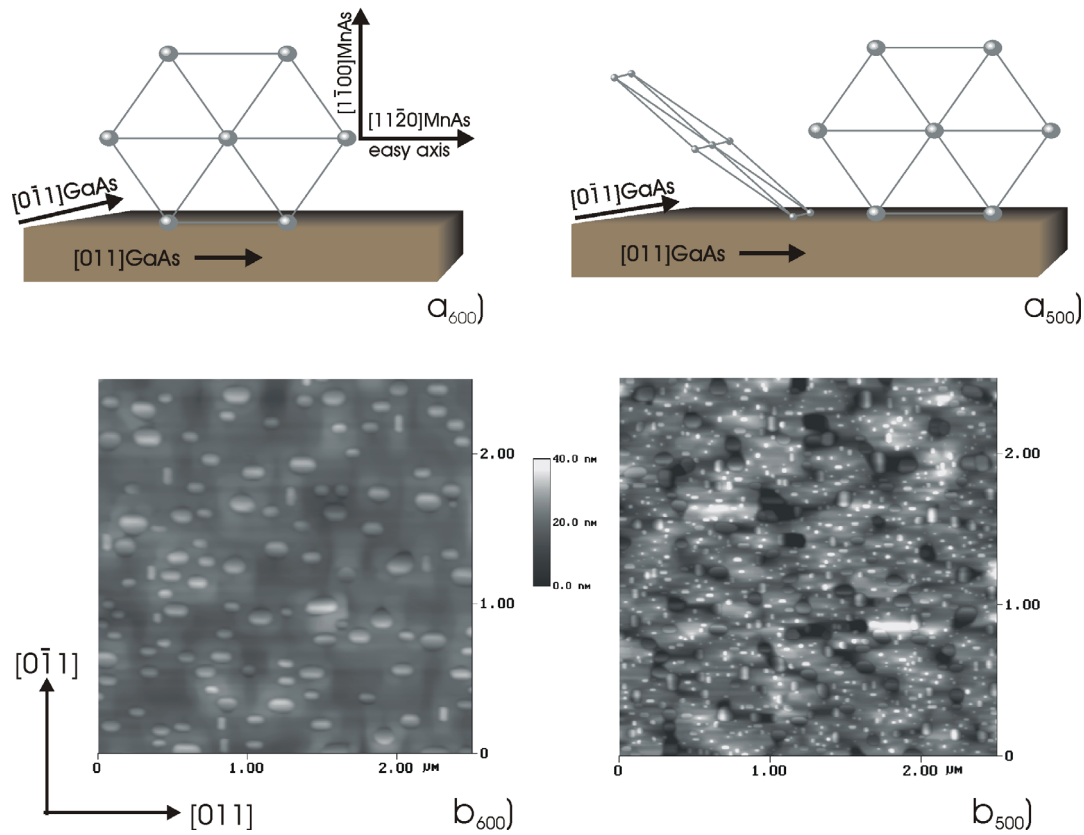 [11̄00]MnAs
[112̄0]MnAs
easy axis
[01̄1]GaAs
[011]GaAs
a600)
[01̄1]GaAs
[011]GaAs
a500)
2.00
1.00
0
0
1.00
2.00
µM
40.0 nm
20.0 nm
0.0 nm
[01̄1]
[011]
b600)
2.00
1.00
0
0
1.00
µM
2.00
b500)